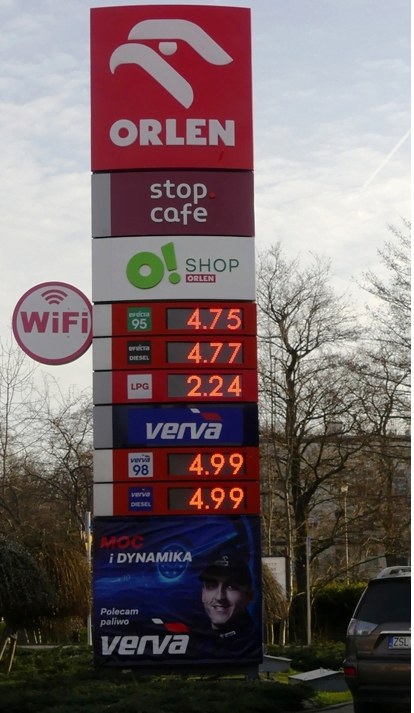 ORLEN
stop.
cafe
O! SHOP
ORLEN
WiFi
EFECTA 95 4.75
EFECTA DIESEL 4.77
LPG 2.24
verva
verva 98 4.99
verva DIESEL 4.99
MOC
i DYNAMIKA
Polecam
paliwo
verva
ZSL